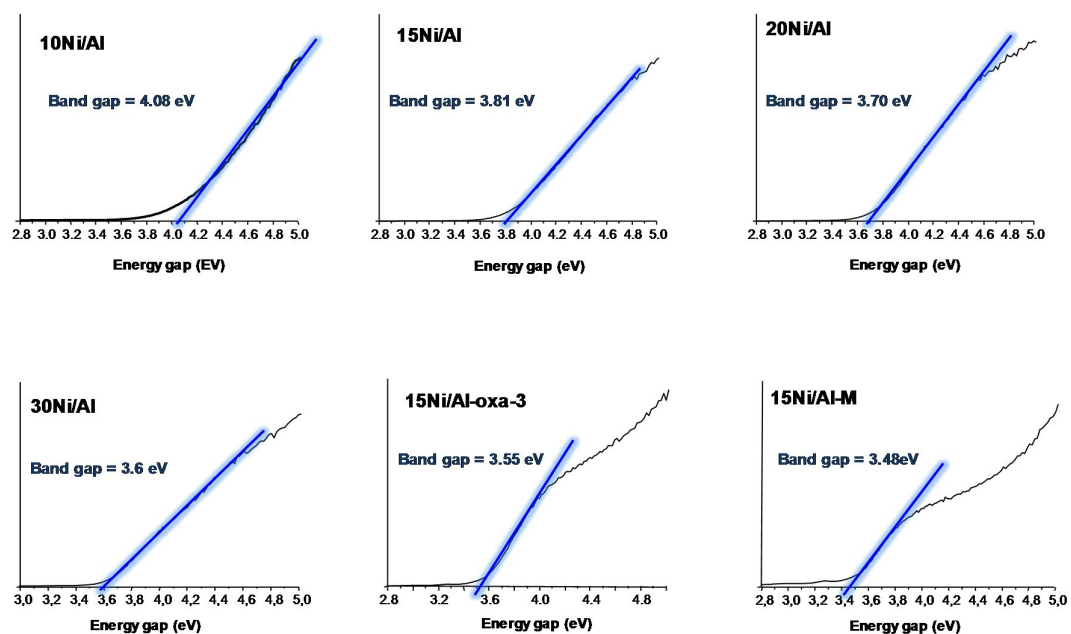 10Ni/Al
Band gap = 4.08 eV
2.8 3.0 3.2 3.4 3.6 3.8 4.0 4.2 4.4 4.6 4.8 5.0
Energy gap (EV)
15Ni/Al
Band gap = 3.81 eV
2.8 3.0 3.2 3.4 3.6 3.8 4.0 4.2 4.4 4.6 4.8 5.0
Energy gap (eV)
20Ni/Al
Band gap = 3.70 eV
2.8 3.0 3.2 3.4 3.6 3.8 4.0 4.2 4.4 4.6 4.8 5.0
Energy gap (eV)
30Ni/Al
Band gap = 3.6 eV
3.0 3.2 3.4 3.6 3.8 4.0 4.2 4.4 4.6 4.8 5.0
Energy gap (eV)
15Ni/Al-oxa-3
Band gap = 3.55 eV
2.8 3.2 3.6 4.0 4.4 4.8
Energy gap (eV)
15Ni/Al-M
Band gap = 3.48eV
2.8 3.0 3.2 3.4 3.6 3.8 4.0 4.2 4.4 4.6 4.8 5.0
Energy gap (eV)